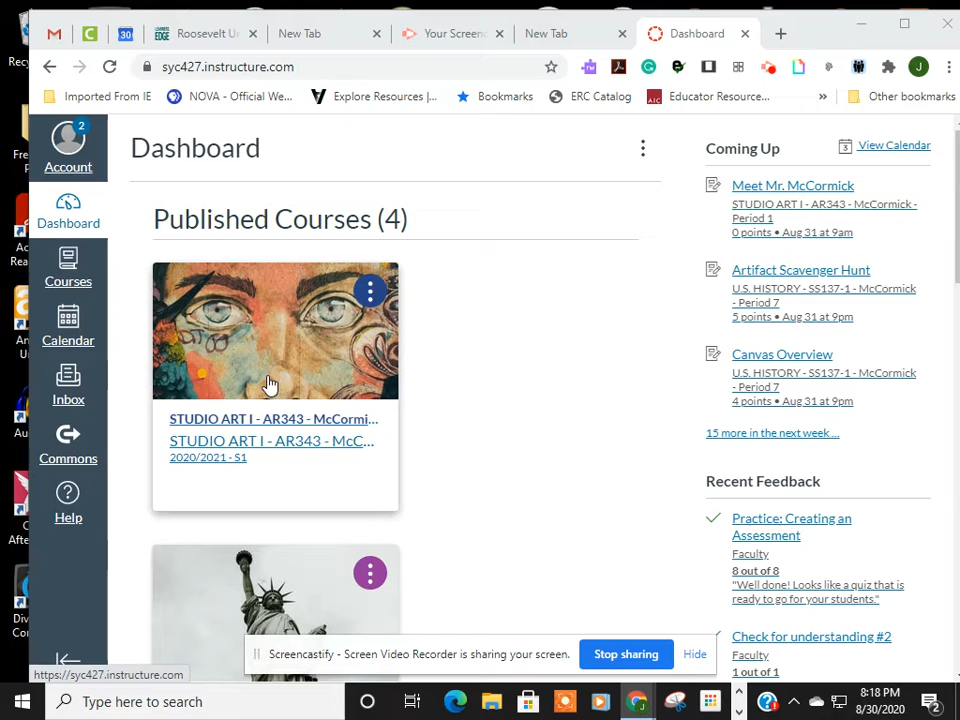 Roosevelt Un
New Tab
Your Screenc
New Tab
Dashboard
syc427.instructure.com
Imported From IE
NOVA - Official We...
Explore Resources |...
Bookmarks
ERC Catalog
Educator Resource...
»
Other bookmarks
2
Account
Dashboard
Courses
Calendar
Inbox
Commons
Help
Dashboard
Published Courses (4)
STUDIO ART I - AR343 - McCormi...
STUDIO ART I - AR343 - McC...
2020/2021 - S1
Coming Up
View Calendar
Meet Mr. McCormick
STUDIO ART I - AR343 - McCormick -
Period 1
0 points • Aug 31 at 9am
Artifact Scavenger Hunt
U.S. HISTORY - SS137-1 - McCormick
- Period 7
5 points • Aug 31 at 9pm
Canvas Overview
U.S. HISTORY - SS137-1 - McCormick
- Period 7
4 points • Aug 31 at 9pm
15 more in the next week ...
Recent Feedback
Practice: Creating an
Assessment
Faculty
8 out of 8
"Well done! Looks like a quiz that is
ready to go for your students."
Check for understanding #2
Faculty
1 out of 1
Screencastify - Screen Video Recorder is sharing your screen.
Stop sharing
Hide
https://syc427.instructure.com
Type here to search
8:18 PM
8/30/2020
2